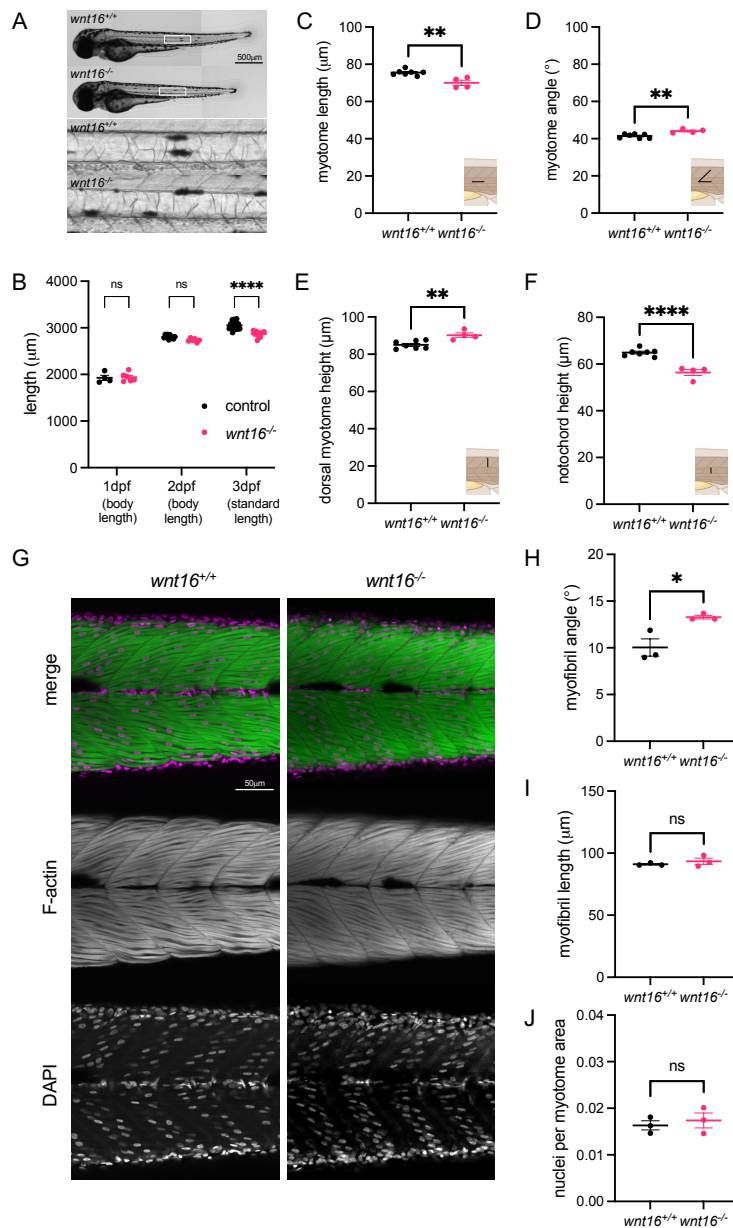 A
wnt16+/+
500μm
wnt16-/-
wnt16+/+
wnt16-/-
B
length (μm)
4000
3000
2000
1000
0
ns
ns
****
control
wnt16-/-
1dpf
(body
length)
2dpf
(body
length)
3dpf
(standard
length)
C
myotome length (μm)
100
80
60
40
20
0
**
wnt16+/+ wnt16-/-
D
myotome angle (°)
100
80
60
40
20
0
**
wnt16+/+ wnt16-/-
E
dorsal myotome height (μm)
120
100
80
60
40
20
0
**
wnt16+/+ wnt16-/-
F
notochord height (μm)
80
60
40
20
0
****
wnt16+/+ wnt16-/-
G
wnt16+/+
wnt16-/-
merge
50μm
F-actin
DAPI
H
myofibril angle (°)
20
15
10
5
0
*
wnt16+/+ wnt16-/-
I
myofibril length (μm)
150
100
50
0
ns
wnt16+/+ wnt16-/-
J
nuclei per myotome area
0.04
0.03
0.02
0.01
0.00
ns
wnt16+/+ wnt16-/-